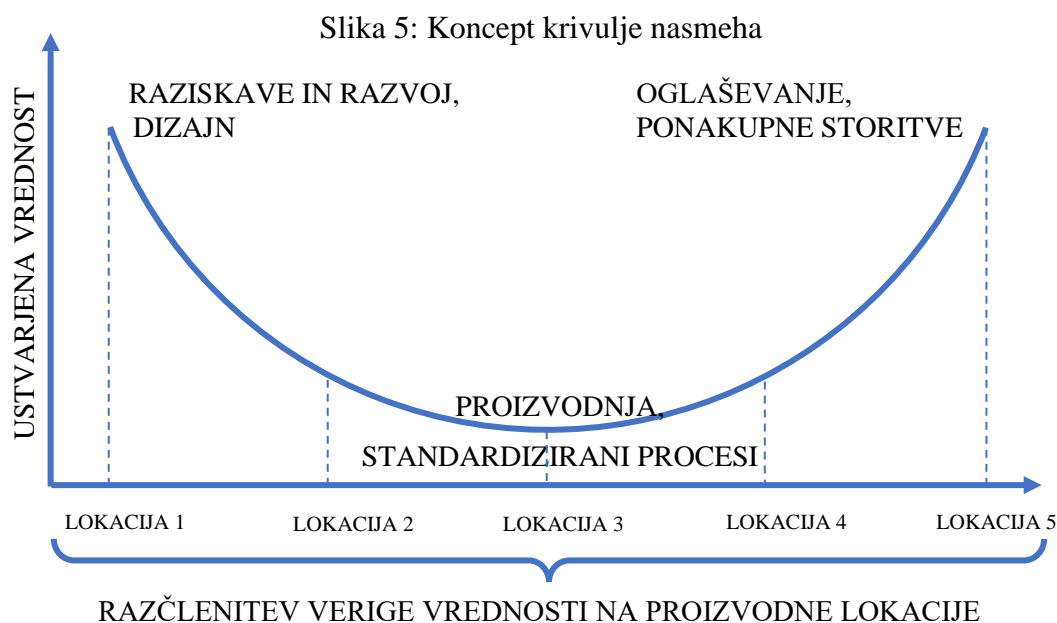 Slika 5: Koncept krivulje nasmeha
USTVARJENA VREDNOST
RAZISKAVE IN RAZVOJ,
DIZAJN
OGLAŠEVANJE,
PONAKUPNE STORITVE
PROIZVODNJA,
STANDARDIZIRANI PROCESI
LOKACIJA 1
LOKACIJA 2
LOKACIJA 3
LOKACIJA 4
LOKACIJA 5
RAZČLENITEV VERIGE VREDNOSTI NA PROIZVODNE LOKACIJE